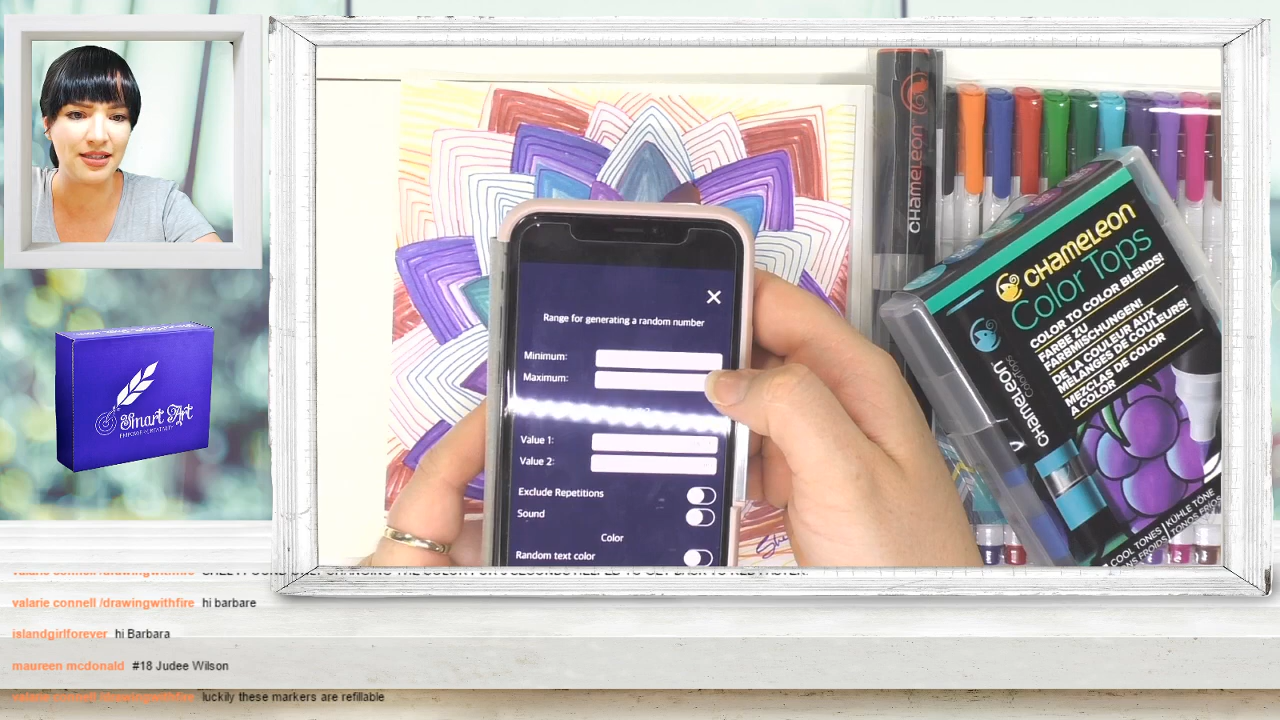 Smart Art
CHAMELEON
Range for generating a random number
Minimum:
Maximum:
Value 1:
Value 2:
Exclude Repetitions
Sound
Color
Random text color
CHAMELEON
Color Tops
COLOR TO COLOR BLENDS!
FARBE ZU
FARBMISCHUNGEN!
DE LA COULEUR AUX
MÉLANGES DE COULEURS!
MEZCLAS DE COLOR
A COLOR
CHAMELEON
COOL TONES | KÜHLE TÖNE
valarie connell /drawingwithfire hi barbare
islandgirlforever hi Barbara
maureen mcdonald #18 Judee Wilson
luckily these markers are refillable